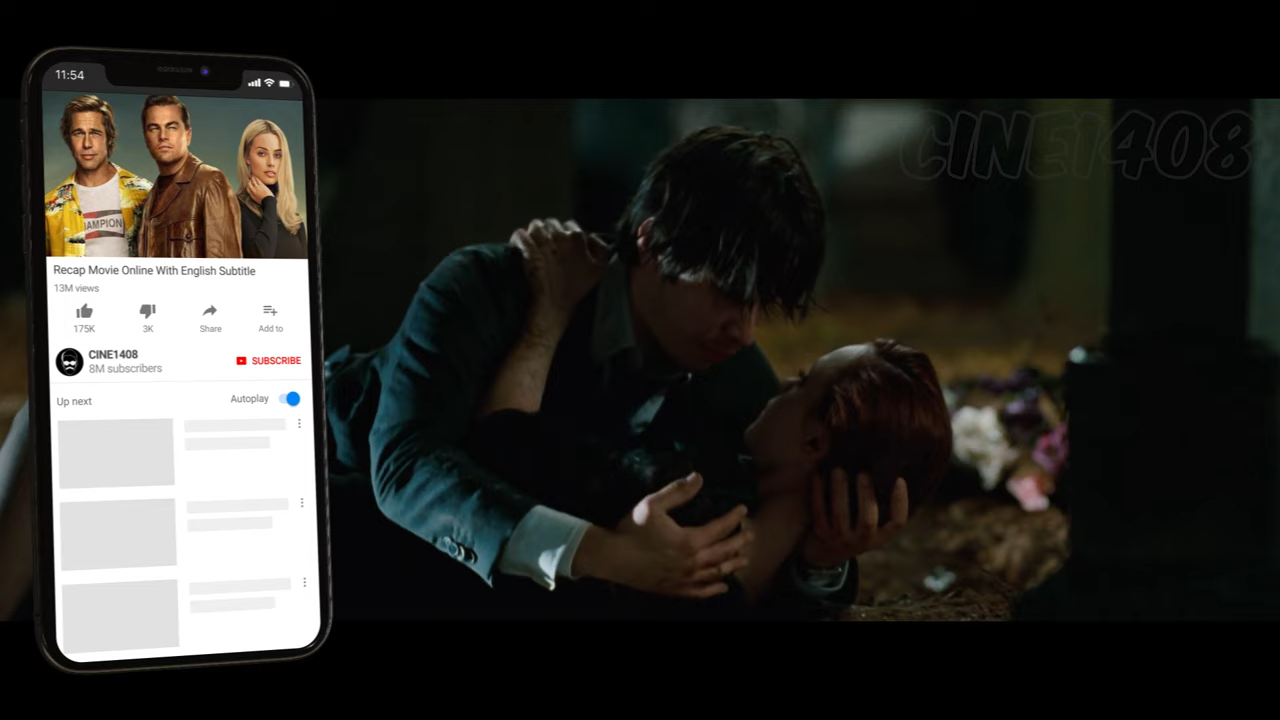 11:54
CHAMPION
Recap Movie Online With English Subtitle
13M views
175K
3K
Share
Add to
CINE1408
8M subscribers
SUBSCRIBE
Up next
Autoplay
CINE1408